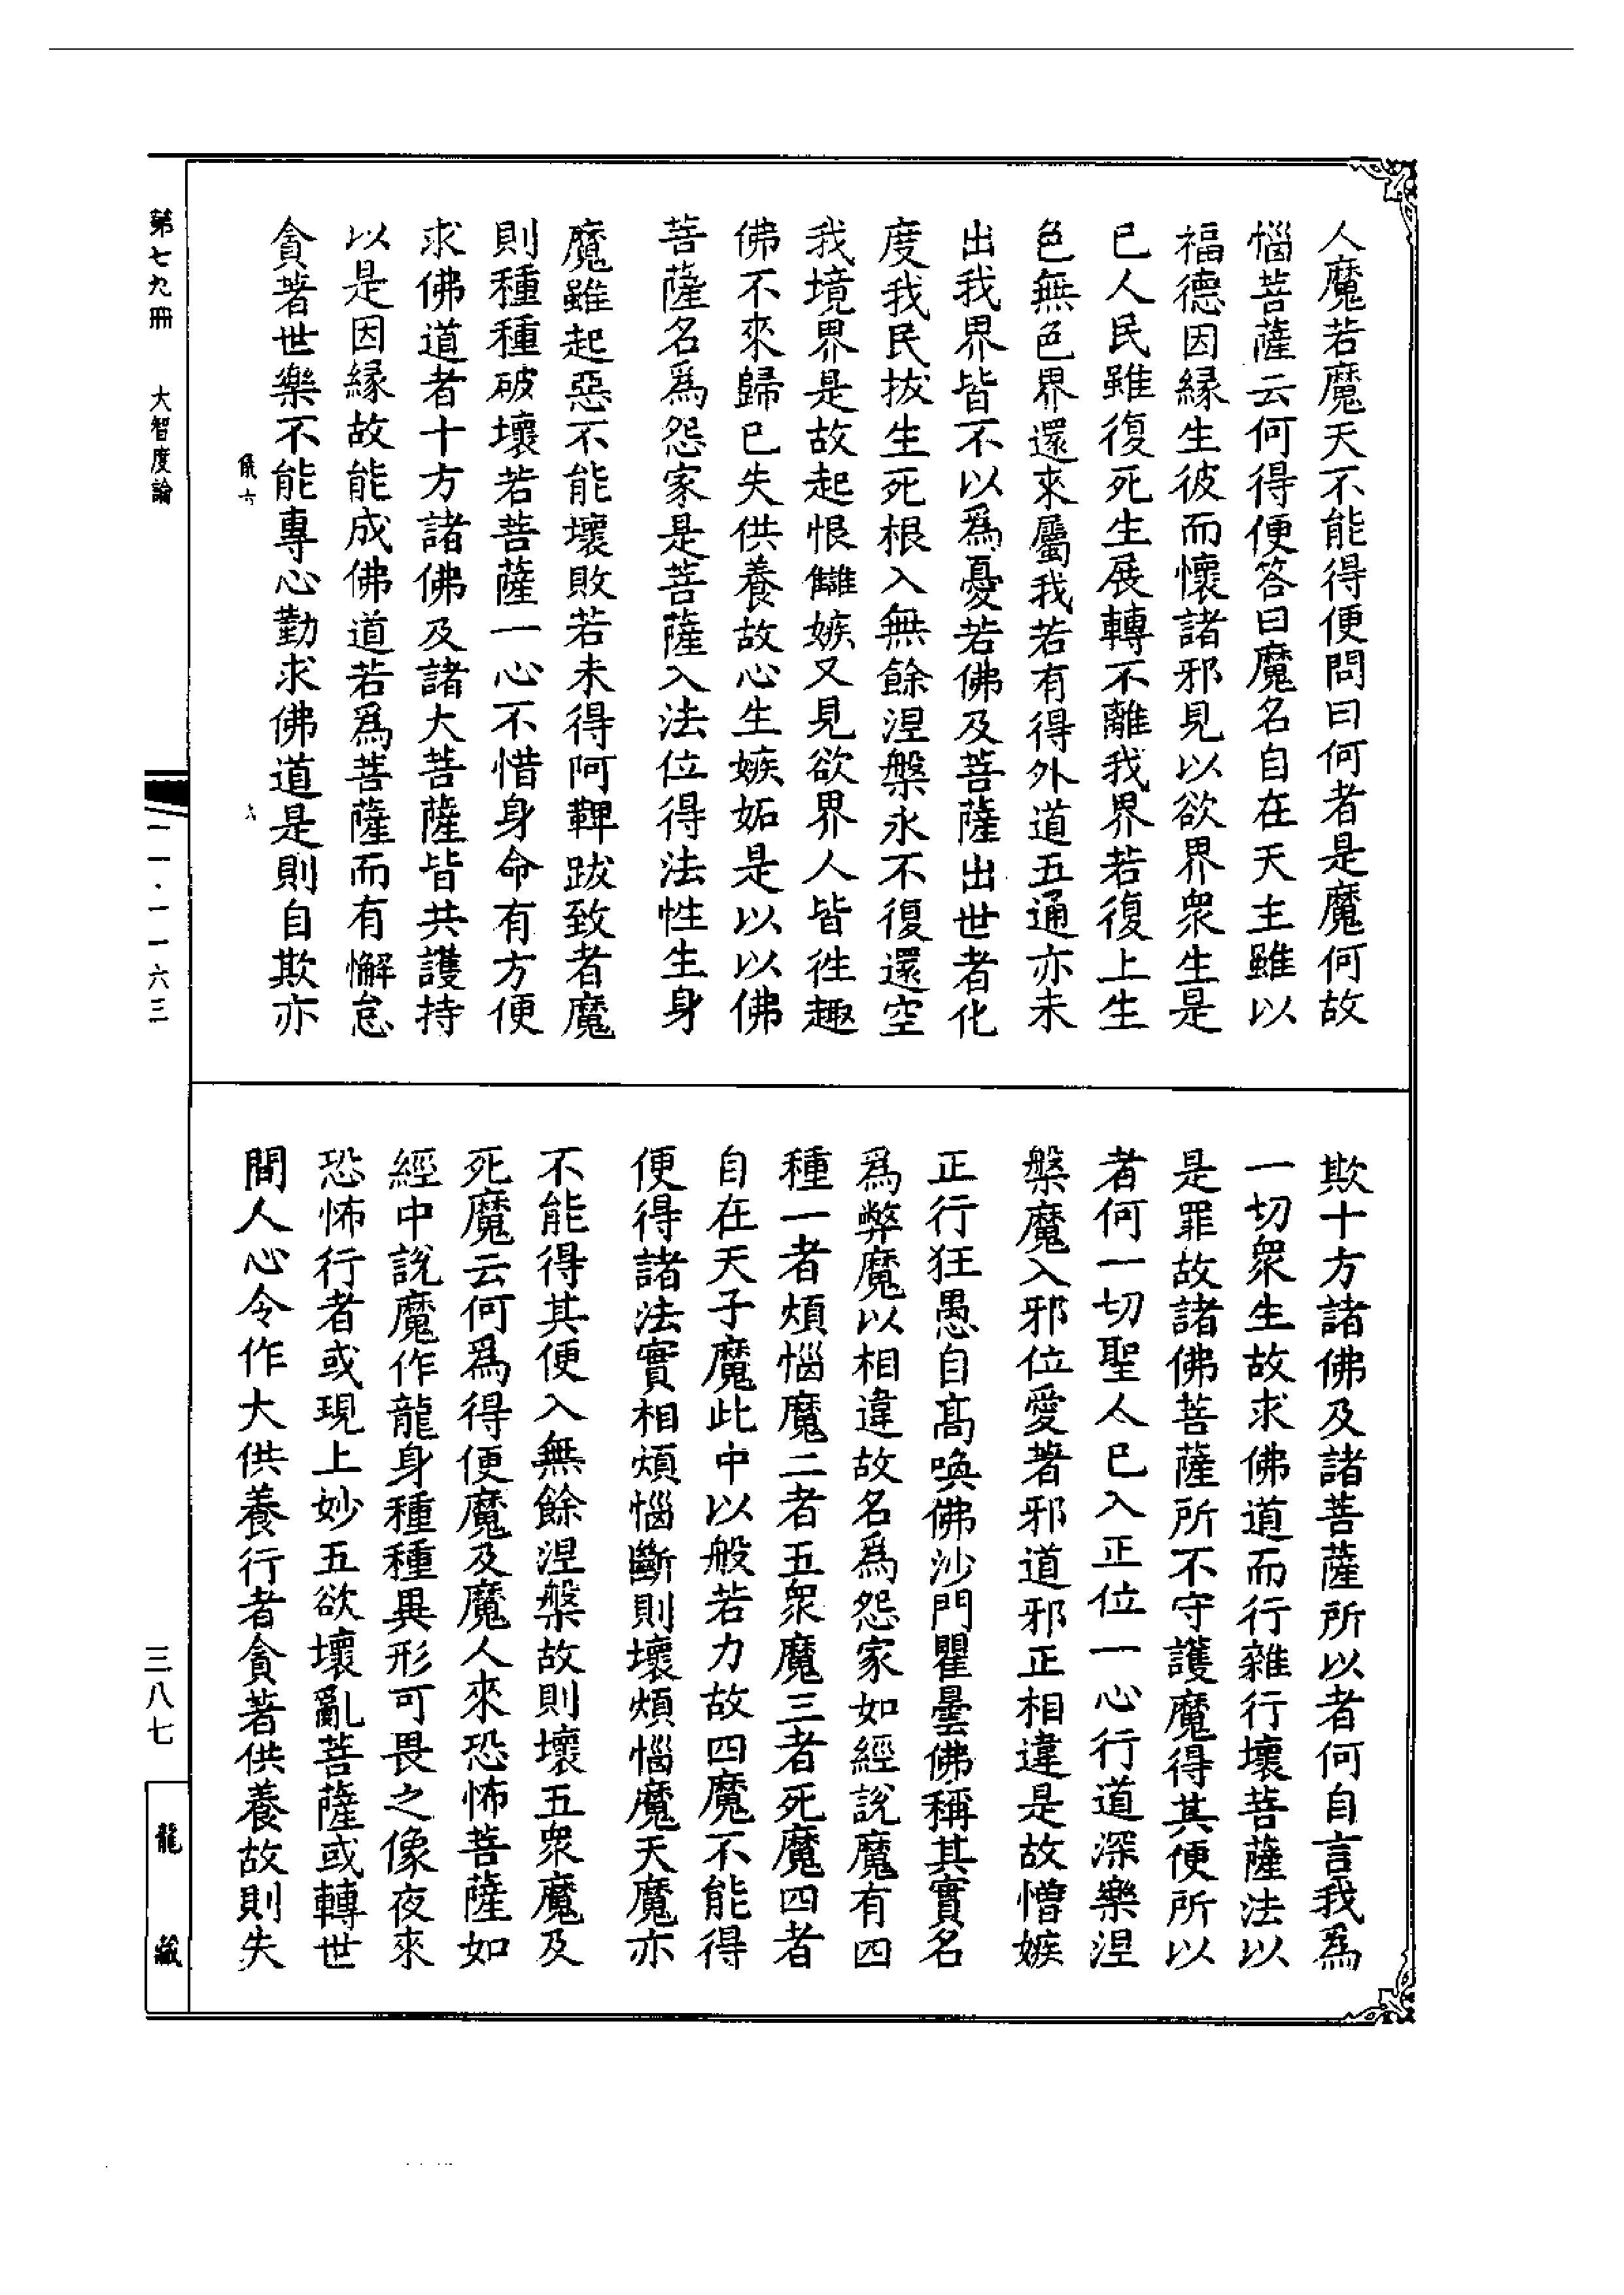 人魔若魔天不能得便問曰何者是魔何故
惱菩薩云何得便答曰魔名自在天主雖以
福德因緣生彼而懷諸邪見以欲界眾生是
已人民雖復死生展轉不離我界若復上生
色無色界還來屬我若有得外道五通亦未
出我界皆不以為憂若佛及菩薩出世者化
度我民拔生死根入無餘涅槃永不復還空
我境界是故起恨讎嫉又見欲界人皆往趣
佛不來歸已失供養故心生嫉妬是以以佛
菩薩名為怨家是菩薩入法位得法性生身
魔雖起惡不能壞敗若未得阿鞞跋致者魔
則種種破壞若菩薩一心不惜身命有方便
求佛道者十方諸佛及諸大菩薩皆共護持
以是因緣故能成佛道若為菩薩而有懈怠
貪著世樂不能專心勤求佛道是則自欺亦
儀六
六
欺十方諸佛及諸菩薩所以者何自言我為
一切眾生故求佛道而行雜行壞菩薩法以
是罪故諸佛菩薩所不守護魔得其便所以
者何一切聖人已入正位一心行道深樂涅
槃魔入邪位愛著邪道邪正相違是故憎嫉
正行狂愚自高喚佛沙門瞿曇佛稱其實名
為弊魔以相違故名為怨家如經說魔有四
種一者煩惱魔二者五眾魔三者死魔四者
自在天子魔此中以般若力故四魔不能得
便得諸法實相煩惱斷則壞煩惱魔天魔亦
不能得其便入無餘涅槃故則壞五眾魔及
死魔云何為得便魔及魔人來恐怖菩薩如
經中說魔作龍身種種異形可畏之像夜來
恐怖行者或現上妙五欲壞亂菩薩或轉世
間人心令作大供養行者貪著供養故則失
第七九冊　大智度論
一一·一一六三
三八七
龍藏